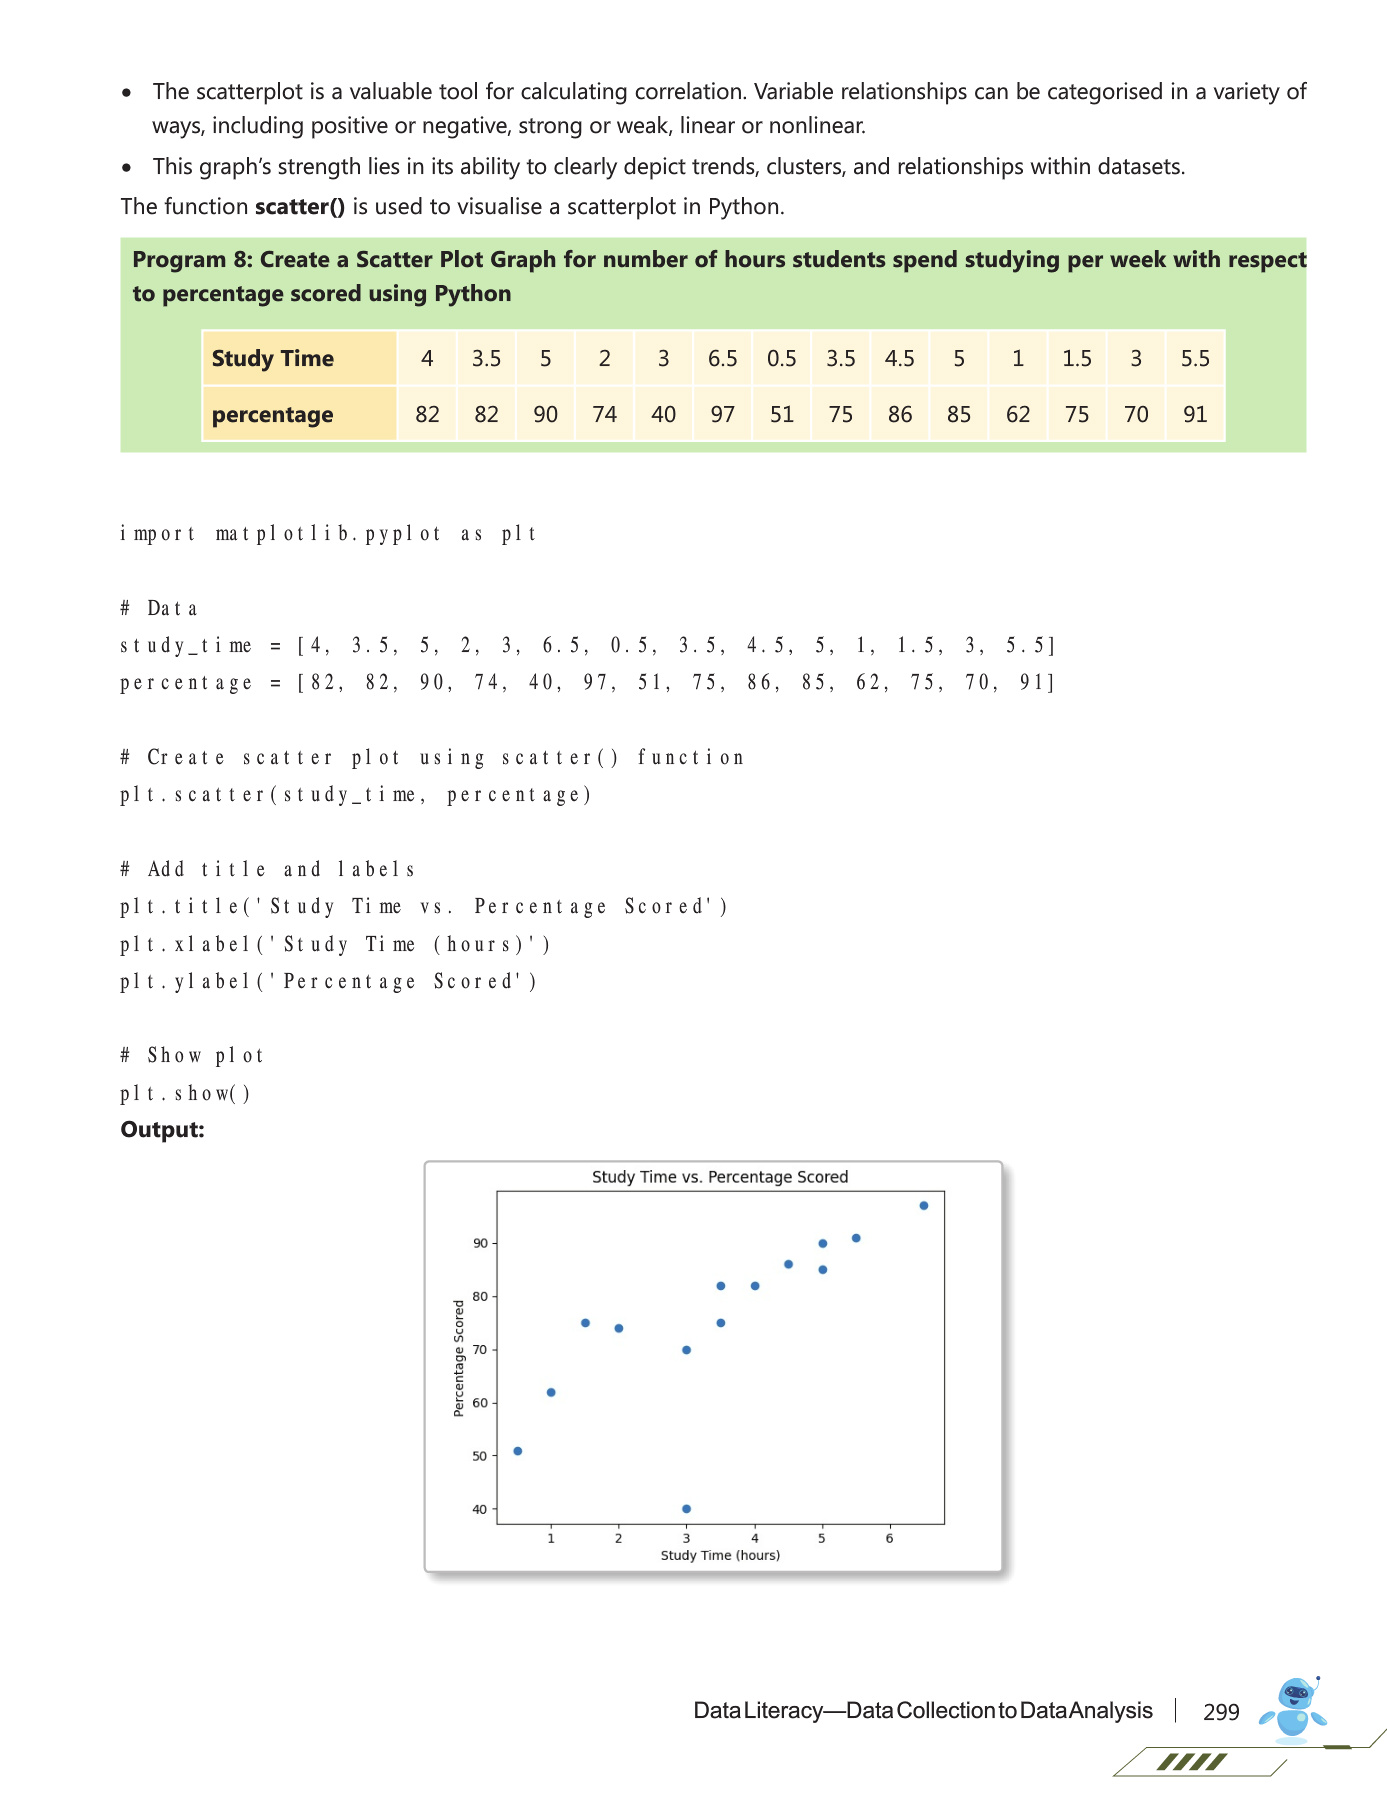 • The scatterplot is a valuable tool for calculating correlation. Variable relationships can be categorised in a variety of
ways, including positive or negative, strong or weak, linear or nonlinear.
• This graph’s strength lies in its ability to clearly depict trends, clusters, and relationships within datasets.
The function scatter() is used to visualise a scatterplot in Python.
Program 8: Create a Scatter Plot Graph for number of hours students spend studying per week with respect
to percentage scored using Python
Study Time 4 3.5 5 2 3 6.5 0.5 3.5 4.5 5 1 1.5 3 5.5
percentage 82 82 90 74 40 97 51 75 86 85 62 75 70 91
import matplotlib.pyplot as plt
# Data
study_time = [4, 3.5, 5, 2, 3, 6.5, 0.5, 3.5, 4.5, 5, 1, 1.5, 3, 5.5]
percentage = [82, 82, 90, 74, 40, 97, 51, 75, 86, 85, 62, 75, 70, 91]
# Create scatter plot using scatter() function
plt.scatter(study_time, percentage)
# Add title and labels
plt.title('Study Time vs. Percentage Scored')
plt.xlabel('Study Time (hours)')
plt.ylabel('Percentage Scored')
# Show plot
plt.show()
Output:
Study Time vs. Percentage Scored
Percentage Scored
90
80
70
60
50
40
1 2 3 4 5 6
Study Time (hours)
Data Literacy—Data Collection to Data Analysis | 299